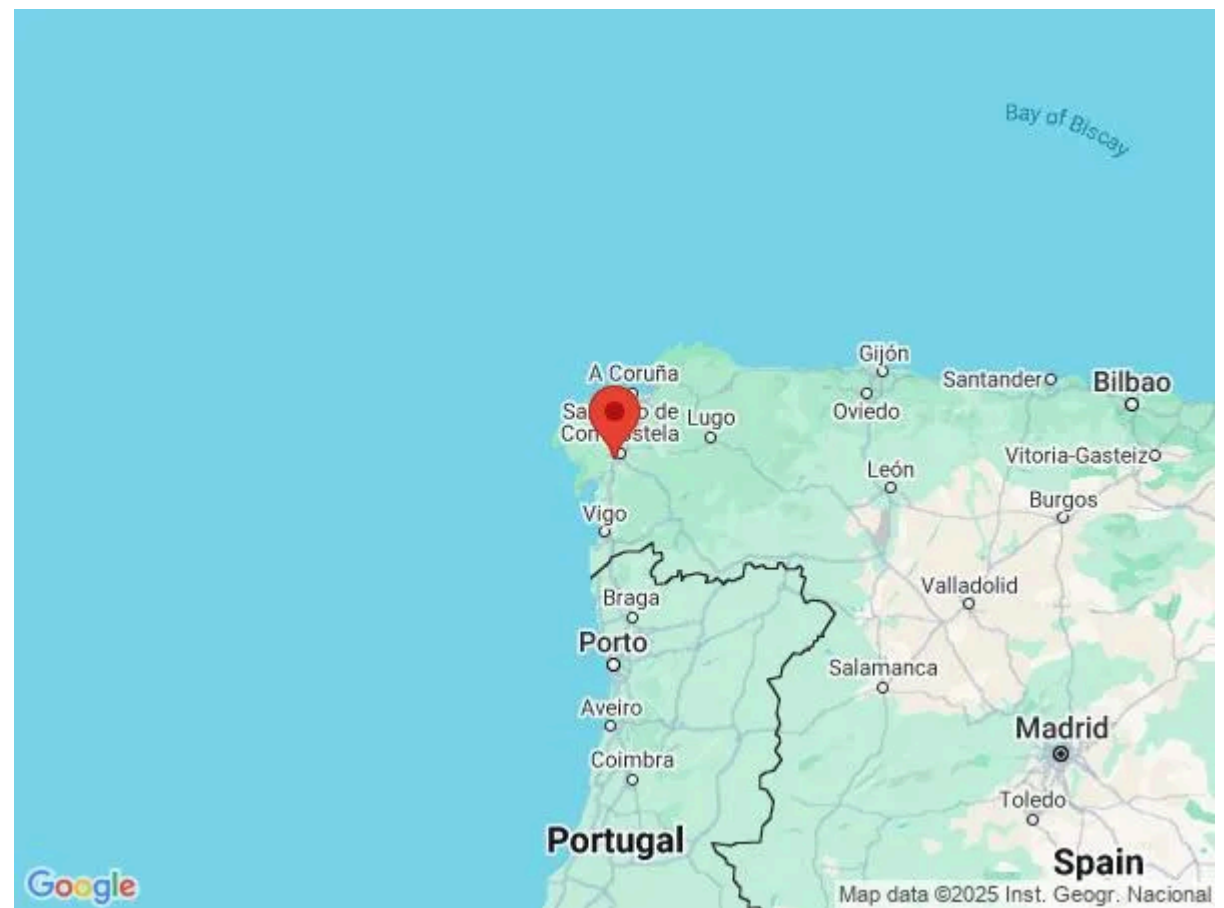 Bay of Biscay
Gijón
A Coruña
Santander
Bilbao
Oviedo
Lugo
Vitoria-Gasteiz
León
Burgos
Vigo
Valladolid
Braga
Porto
Salamanca
Aveiro
Madrid
Coimbra
Toledo
Portugal
Spain
Google
Map data ©2025 Inst. Geogr. Nacional